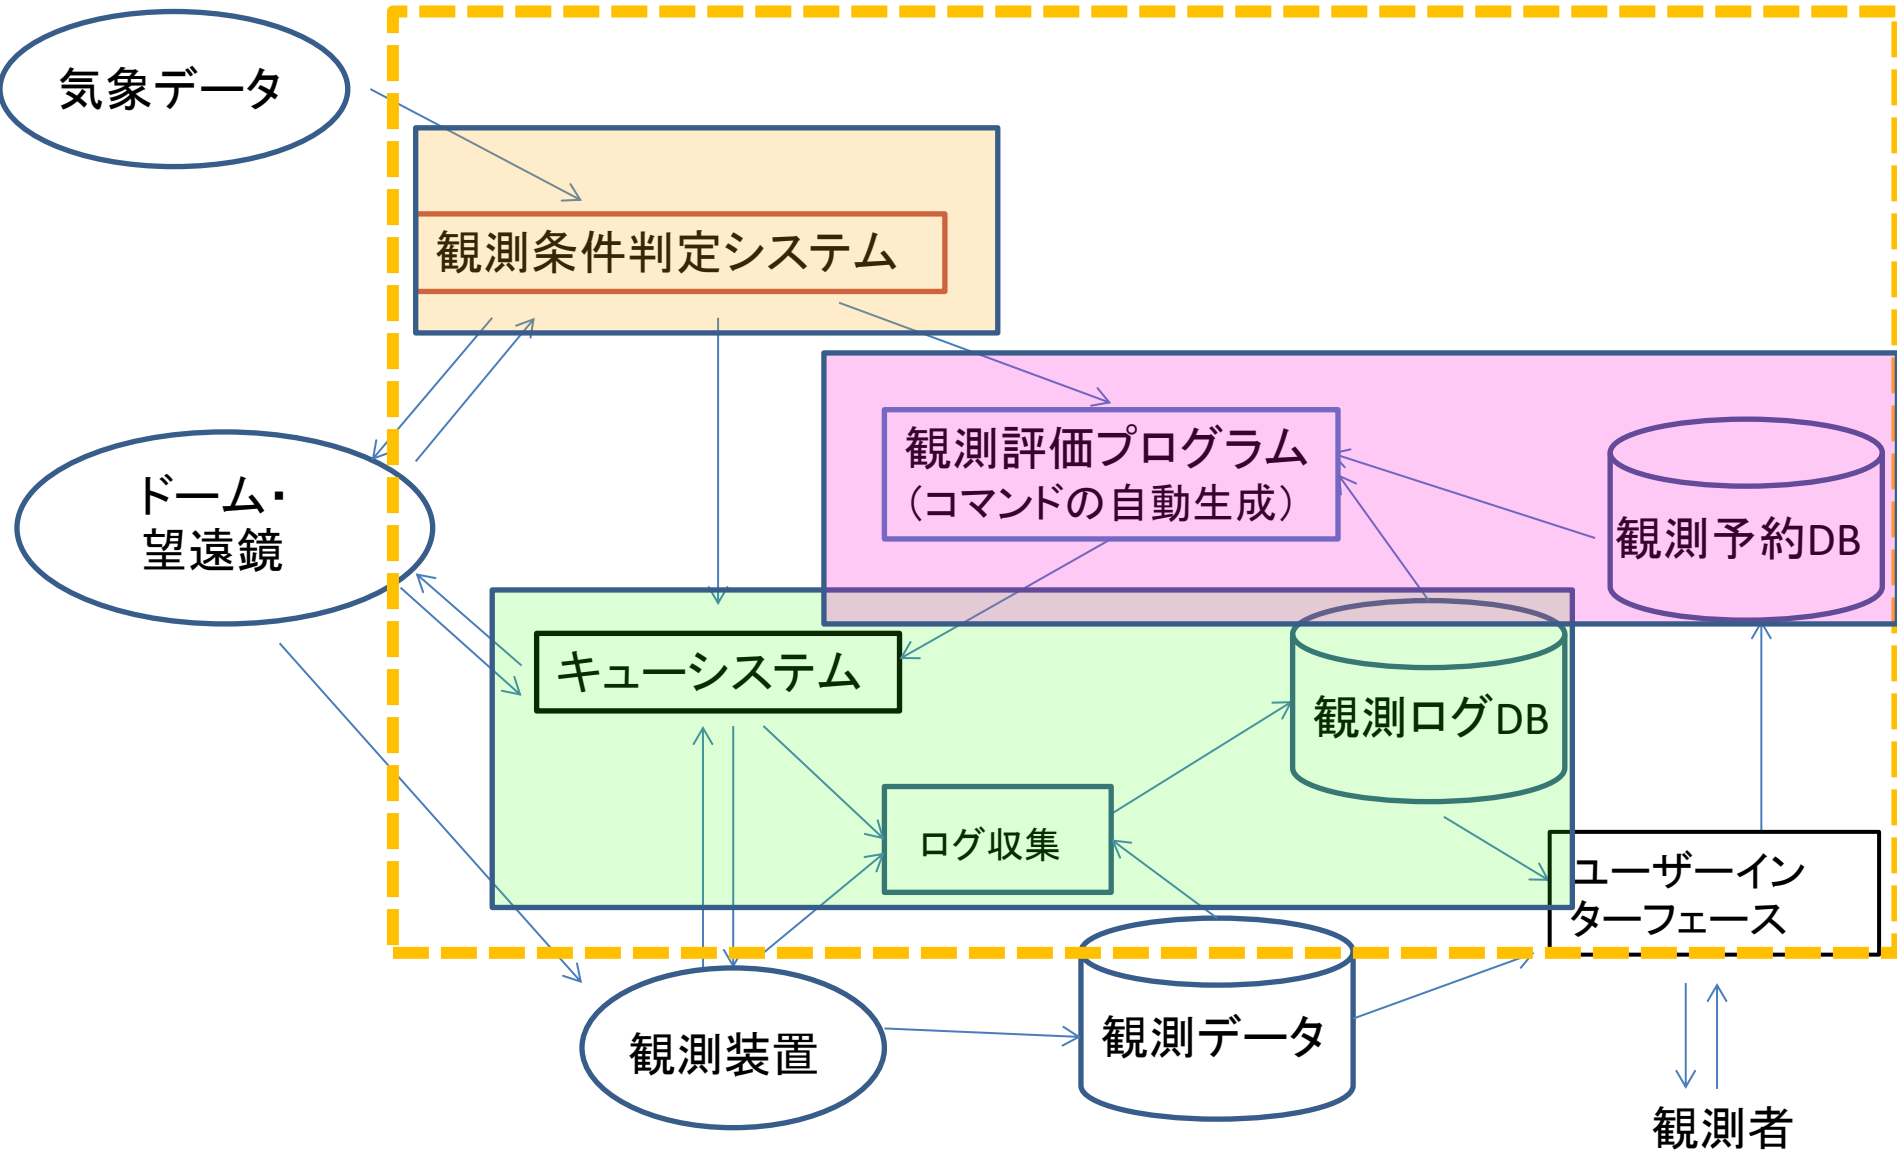 気象データ
観測条件判定システム
観測評価プログラム
（コマンドの自動生成）
観測予約DB
ドーム・
望遠鏡
キューシステム
観測ログDB
ログ収集
ユーザーイン
ターフェース
観測装置
観測データ
観測者